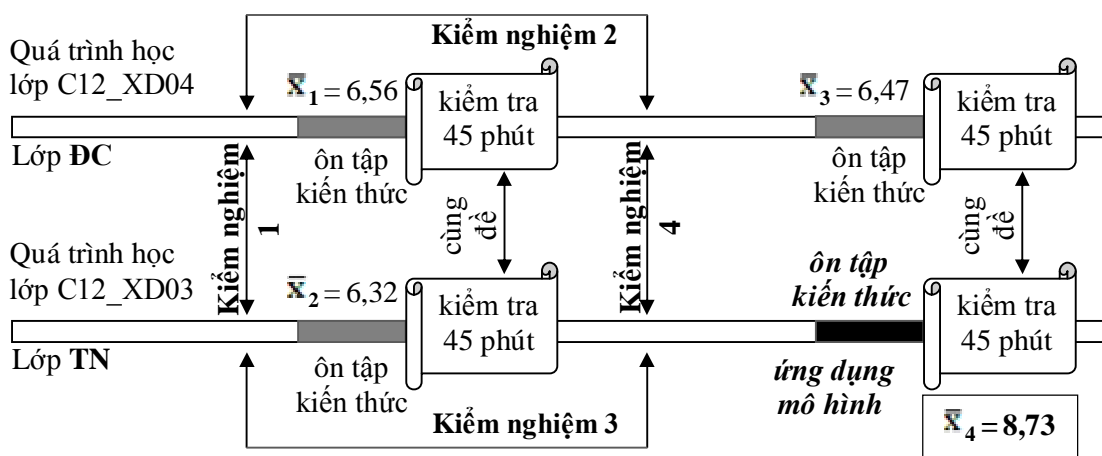 Kiểm nghiệm 2
Quá trình học
lớp C12_XD04
x̄₁ = 6,56
kiểm tra
45 phút
x̄₃ = 6,47
kiểm tra
45 phút
Lớp ĐC
ôn tập
kiến thức
ôn tập
kiến thức
Kiểm nghiệm
1
cùng
đề
Kiểm nghiệm
4
cùng
đề
Quá trình học
lớp C12_XD03
x̄₂ = 6,32
kiểm tra
45 phút
ôn tập
kiến thức
kiểm tra
45 phút
Lớp TN
ôn tập
kiến thức
ứng dụng
mô hình
Kiểm nghiệm 3
x̄₄ = 8,73